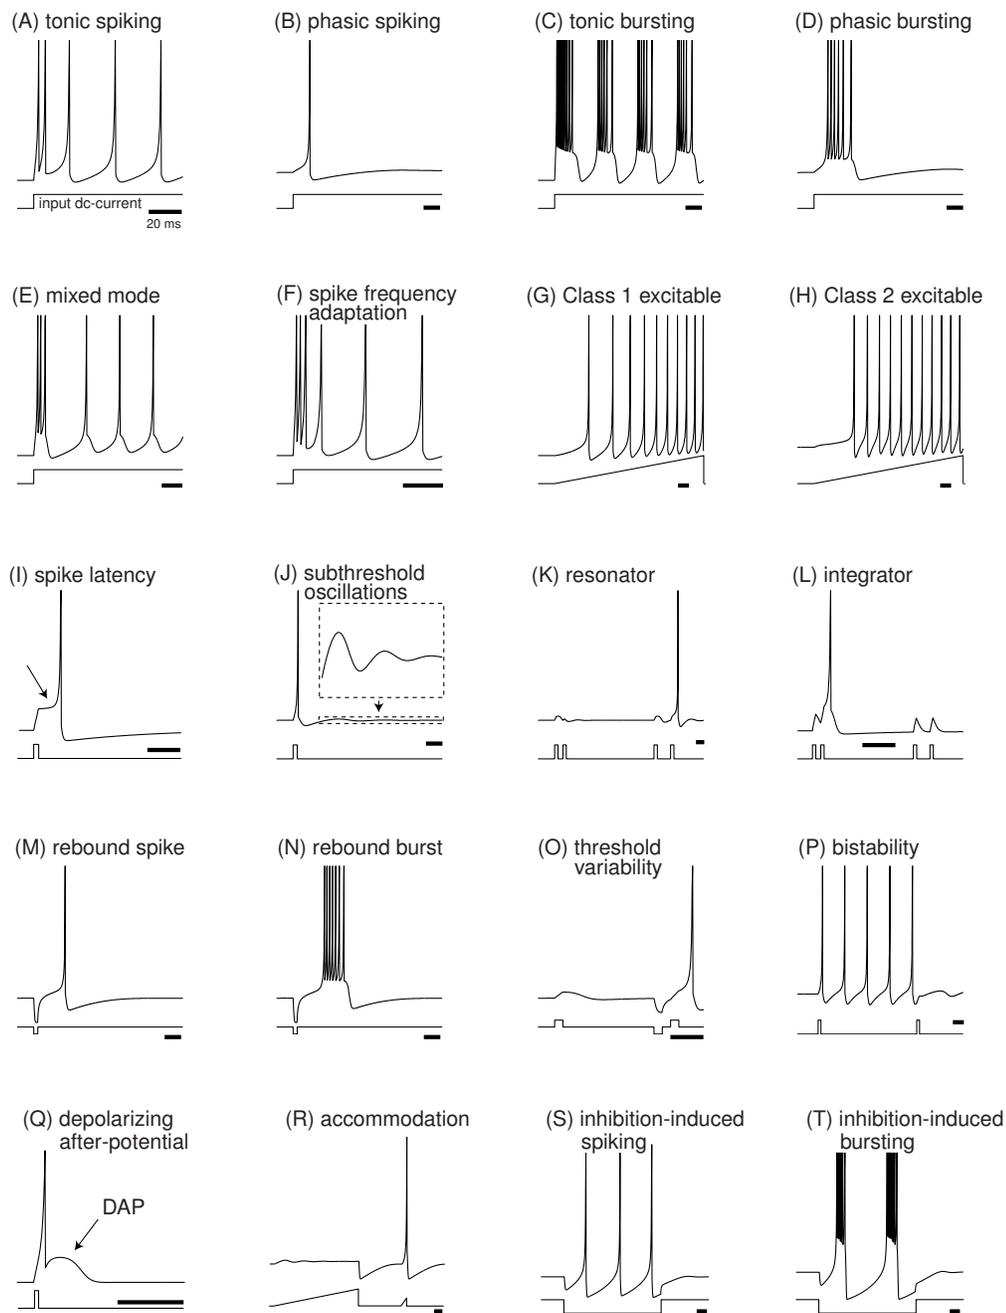 (A) tonic spiking
(B) phasic spiking
(C) tonic bursting
(D) phasic bursting
input dc-current
20 ms
(E) mixed mode
(F) spike frequency
adaptation
(G) Class 1 excitable
(H) Class 2 excitable
(I) spike latency
(J) subthreshold
oscillations
(K) resonator
(L) integrator
(M) rebound spike
(N) rebound burst
(O) threshold
variability
(P) bistability
(Q) depolarizing
after-potential
DAP
(R) accommodation
(S) inhibition-induced
spiking
(T) inhibition-induced
bursting